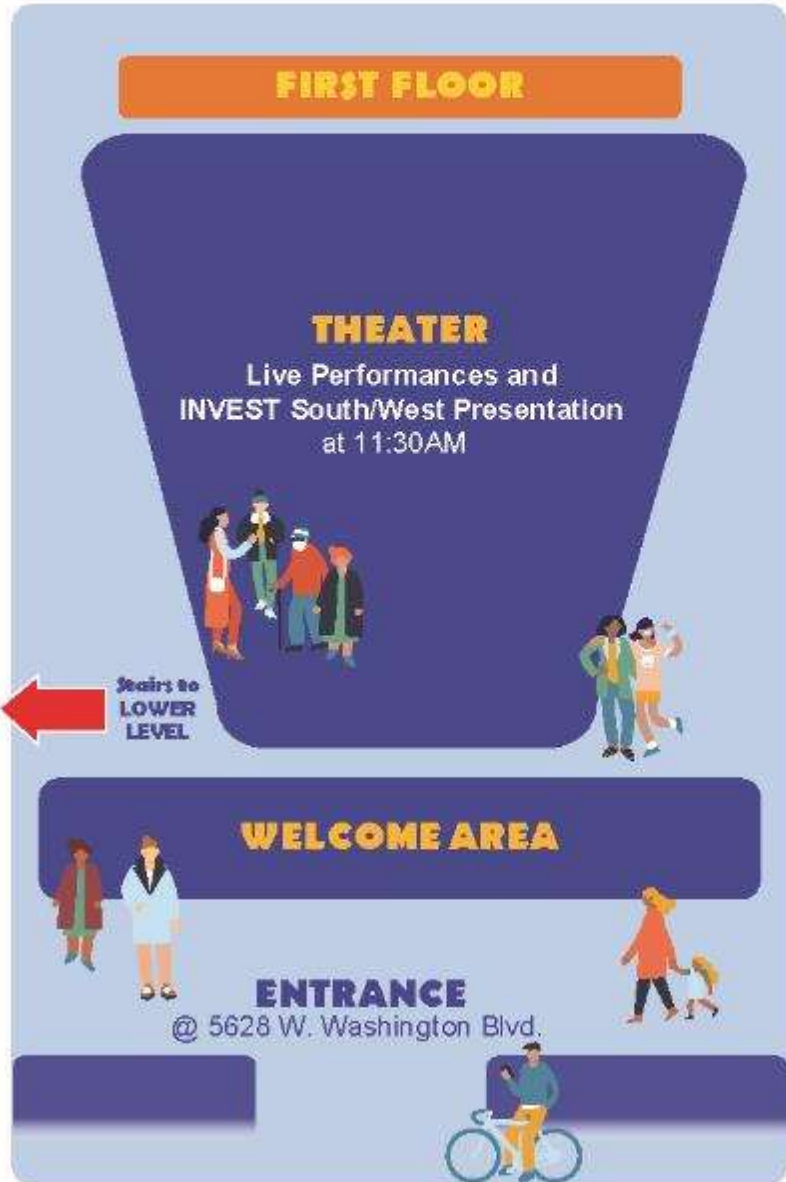 FIRST FLOOR
THEATER
Live Performances and
INVEST South/West Presentation
at 11:30AM
Stairs to
LOWER
LEVEL
WELCOME AREA
ENTRANCE
@ 5628 W. Washington Blvd.